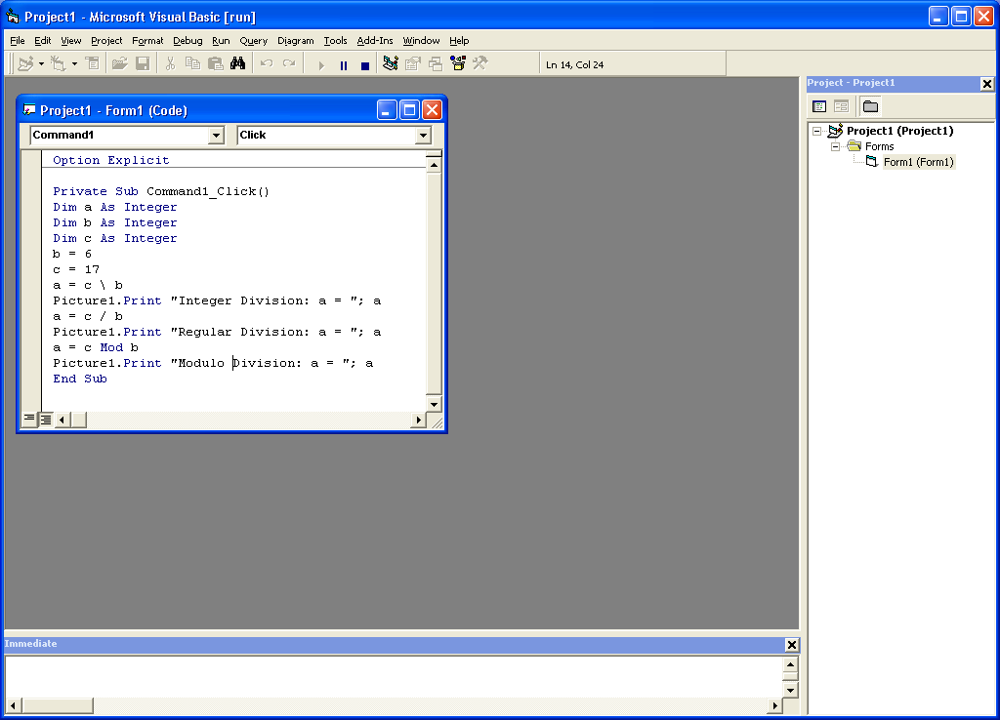 Project1 - Microsoft Visual Basic [run]
File Edit View Project Format Debug Run Query Diagram Tools Add-Ins Window Help
Ln 14, Col 24
Project1 - Form1 (Code)
Command1 Click
Option Explicit
Private Sub Command1_Click()
Dim a As Integer
Dim b As Integer
Dim c As Integer
b = 6
c = 17
a = c \ b
Picture1.Print "Integer Division: a = "; a
a = c / b
Picture1.Print "Regular Division: a = "; a
a = c Mod b
Picture1.Print "Modulo Division: a = "; a
End Sub
Project - Project1
Project1 (Project1)
Forms
Form1 (Form1)
Immediate